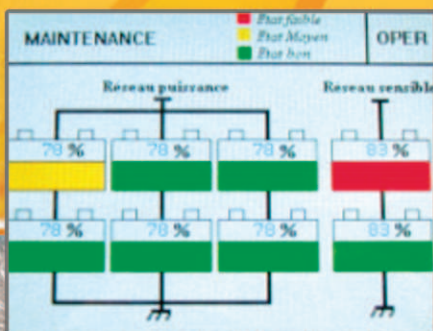 MAINTENANCE
Etat faible
Etat Moyen
Etat bon
OPER
Réseau puissance
Réseau sensible
78 %
78 %
78 %
83 %
78 %
78 %
78 %
83 %